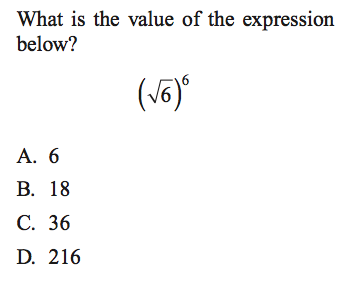 What is the value of the expression
below?
(√6)⁶
A. 6
B. 18
C. 36
D. 216